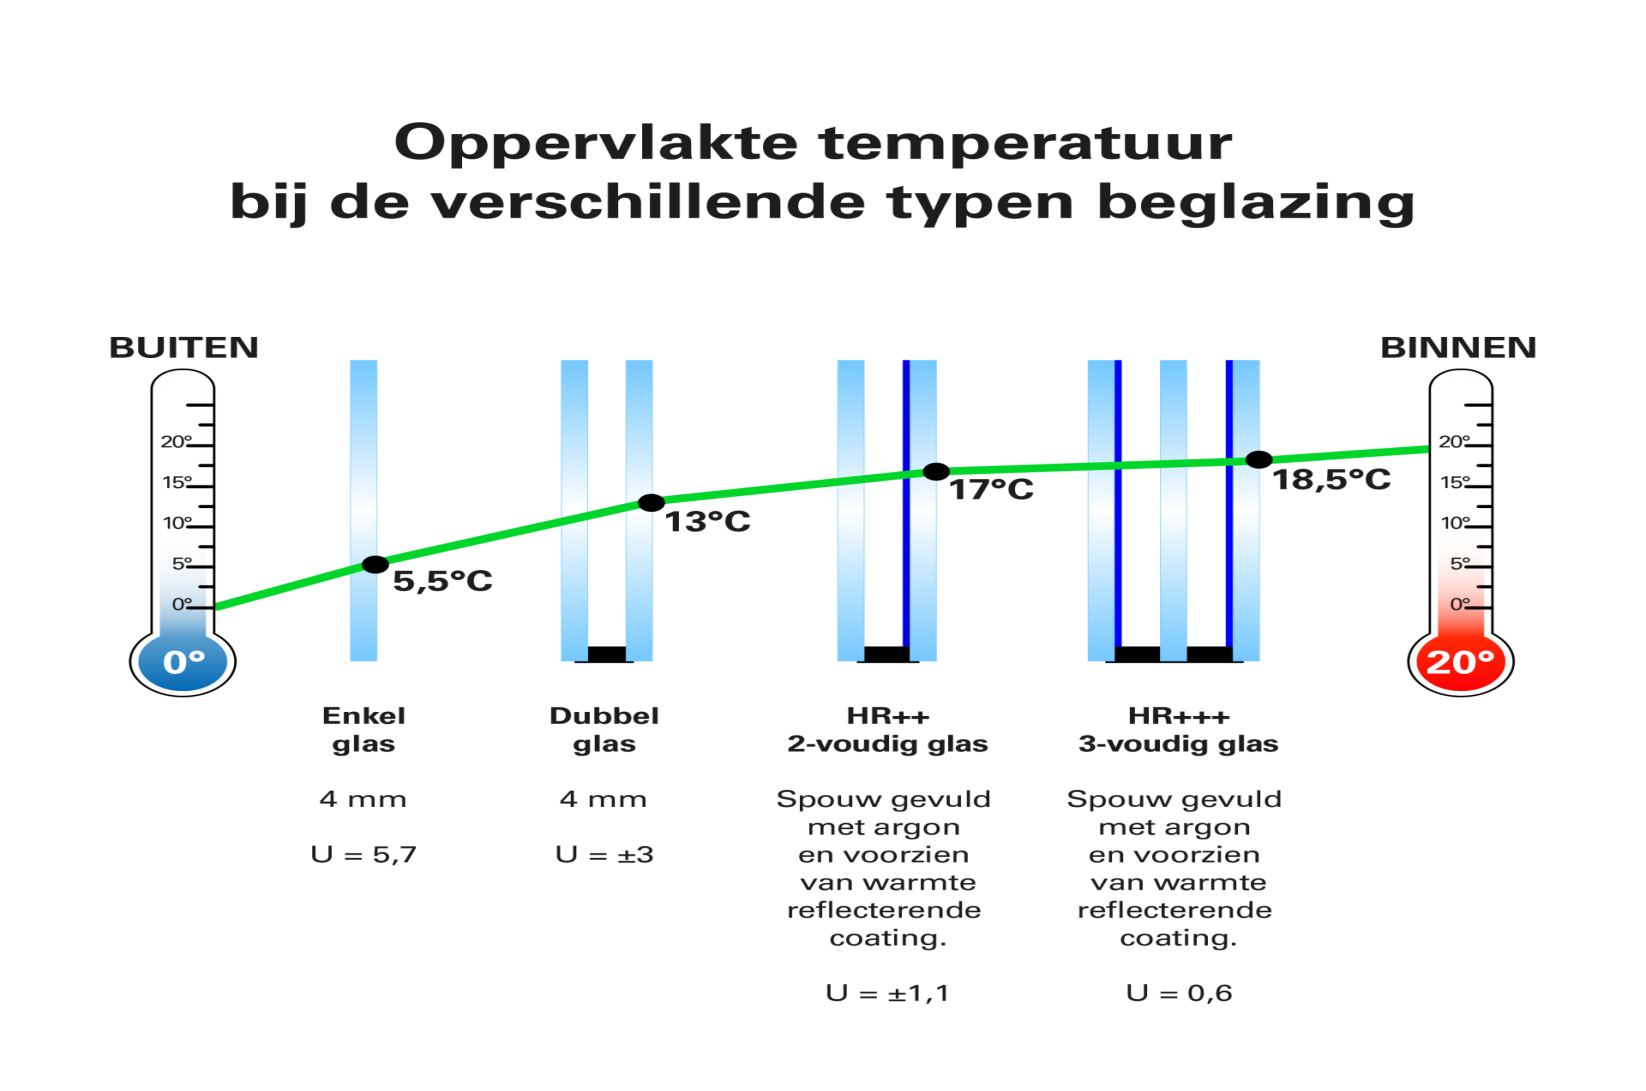 Oppervlakte temperatuur
bij de verschillende typen beglazing
BUITEN
20°
15°
10°
5°
0°
0°
5,5°C
13°C
17°C
18,5°C
BINNEN
20°
15°
10°
5°
0°
20°
Enkel
glas
4 mm
U = 5,7
Dubbel
glas
4 mm
U = ±3
HR++
2-voudig glas
Spouw gevuld
met argon
en voorzien
van warmte
reflecterende
coating.
U = ±1,1
HR+++
3-voudig glas
Spouw gevuld
met argon
en voorzien
van warmte
reflecterende
coating.
U = 0,6